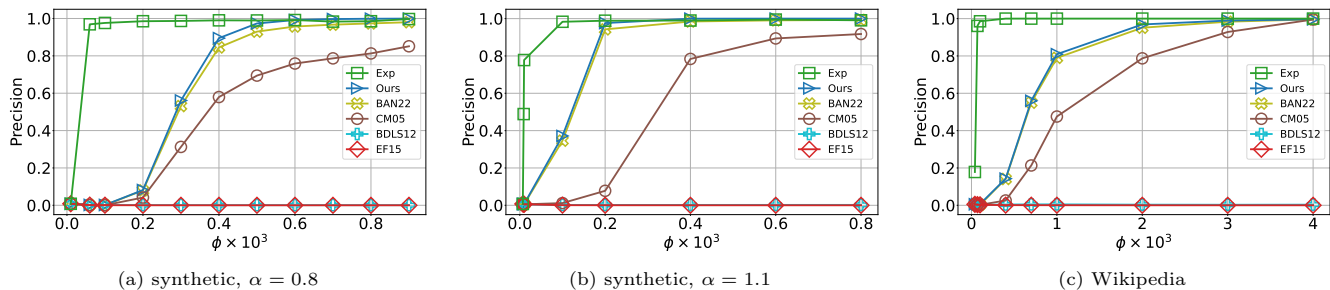 Precision
1.0
0.8
0.6
0.4
0.2
0.0
Exp
Ours
BAN22
CM05
BDLS12
EF15
0.0 0.2 0.4 0.6 0.8
ϕ × 10³
(a) synthetic, α = 0.8
Precision
1.0
0.8
0.6
0.4
0.2
0.0
Exp
Ours
BAN22
CM05
BDLS12
EF15
0.0 0.2 0.4 0.6 0.8
ϕ × 10³
(b) synthetic, α = 1.1
Precision
1.0
0.8
0.6
0.4
0.2
0.0
Exp
Ours
BAN22
CM05
BDLS12
EF15
0 1 2 3 4
ϕ × 10³
(c) Wikipedia